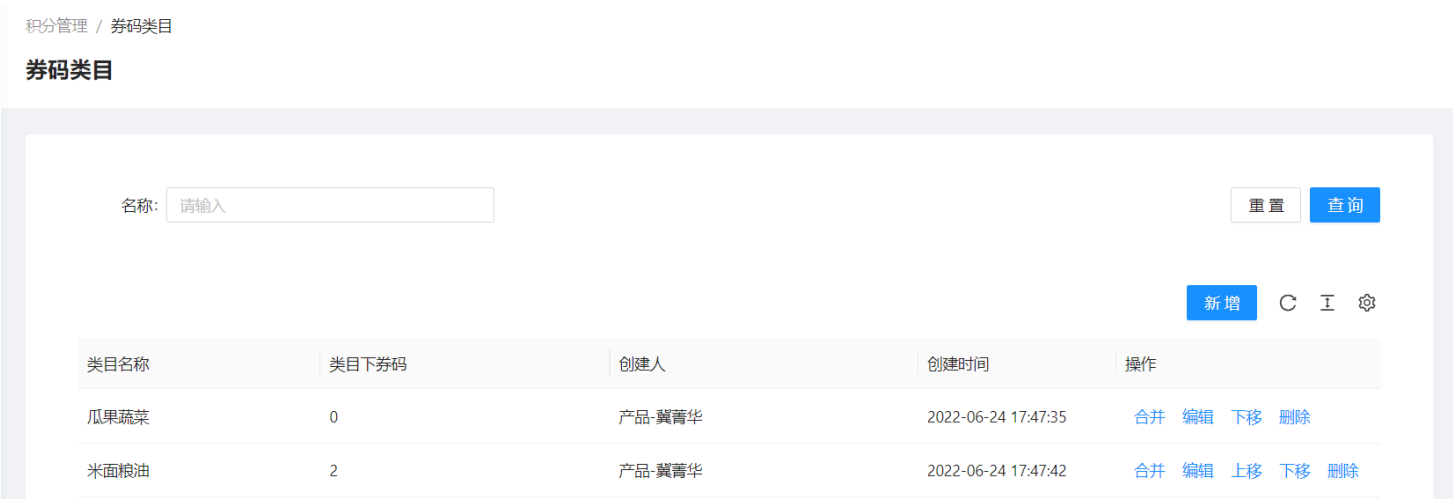 积分管理 / 券码类目
券码类目
名称: 请输入 重置 查询
新增
类目名称 类目下券码 创建人 创建时间 操作
瓜果蔬菜 0 产品-冀菁华 2022-06-24 17:47:35 合并 编辑 下移 删除
米面粮油 2 产品-冀菁华 2022-06-24 17:47:42 合并 编辑 上移 下移 删除